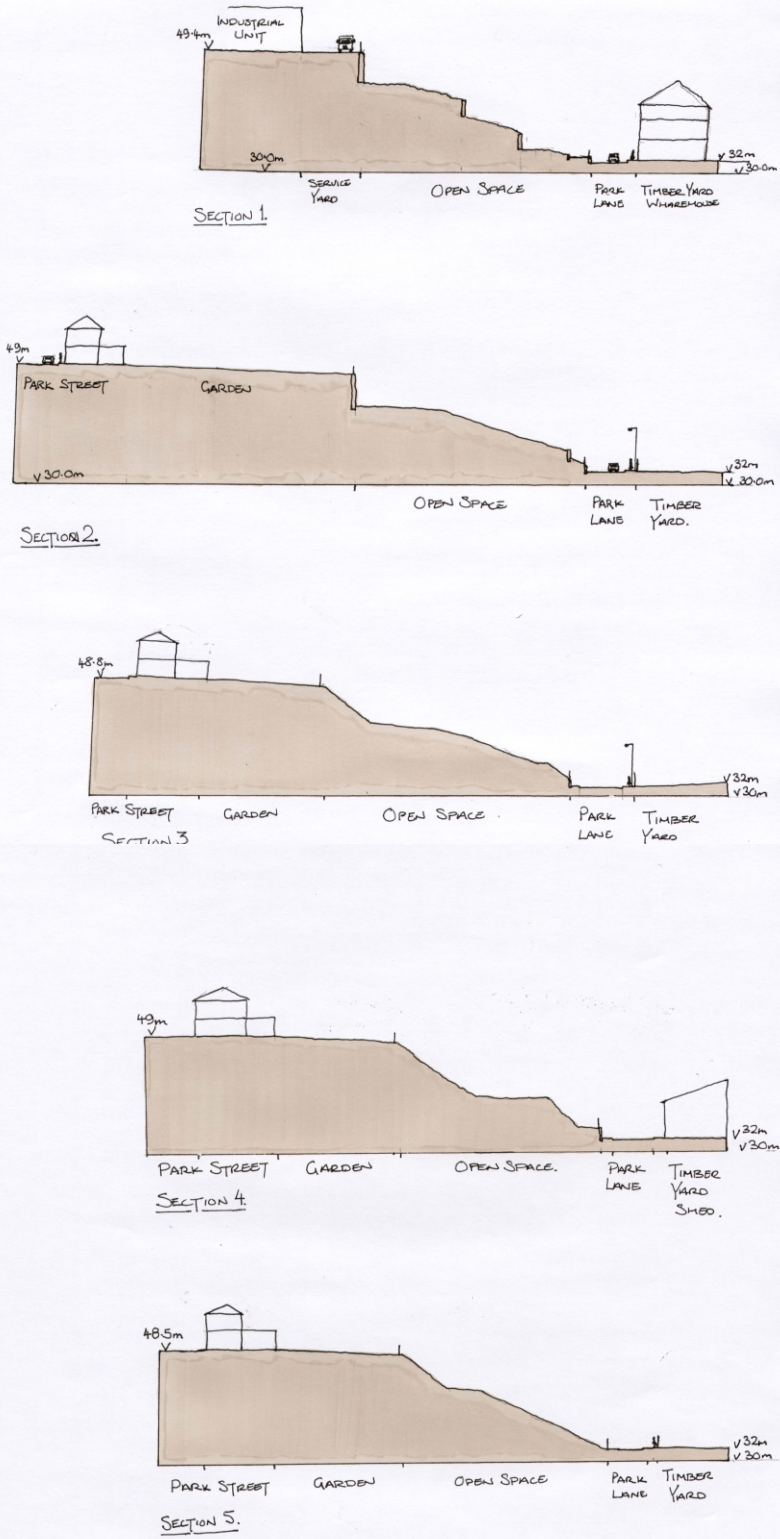 INDUSTRIAL
UNIT
49.4m
30.0m
32m
30.0m
SERVICE
YARD
OPEN SPACE
PARK
LANE
TIMBER YARD
WHAREHOUSE
SECTION 1.
49m
PARK STREET
GARDEN
30.0m
32m
30.0m
OPEN SPACE
PARK
LANE
TIMBER
YARD.
SECTION 2.
48.8m
32m
30m
PARK STREET
GARDEN
OPEN SPACE.
PARK
LANE
TIMBER
YARD
SECTION 3
49m
32m
30m
PARK STREET
GARDEN
OPEN SPACE.
PARK
LANE
TIMBER
YARD
SHED.
SECTION 4.
48.5m
32m
30m
PARK STREET
GARDEN
OPEN SPACE
PARK
LANE
TIMBER
YARD
SECTION 5.